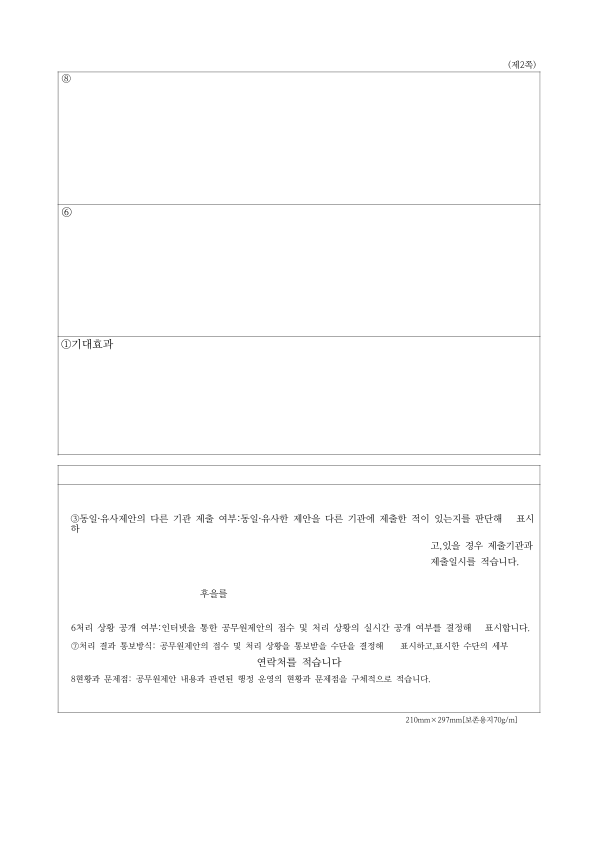 (제2쪽)
⑧
⑥
①기대효과
③동일·유사제안의 다른 기관 제출 여부:동일·유사한 제안을 다른 기관에 제출한 적이 있는지를 판단해 표시
하
고,있을 경우 제출기관과
제출일시를 적습니다.
후을를
6처리 상황 공개 여부:인터넷을 통한 공무원제안의 점수 및 처리 상황의 실시간 공개 여부를 결정해 표시합니다.
⑦처리 결과 통보방식: 공무원제안의 점수 및 처리 상황을 통보받을 수단을 결정해 표시하고,표시한 수단의 세부
연락처를 적습니다
8현황과 문제점: 공무원제안 내용과 관련된 행정 운영의 현황과 문제점을 구체적으로 적습니다.
210mm×297mm[보존용지70g/m]